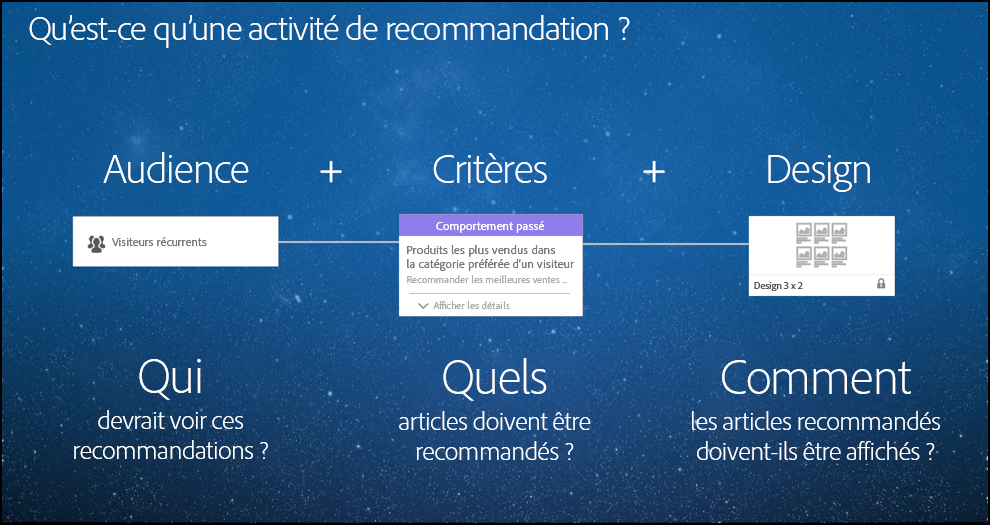 Qu'est-ce qu'une activité de recommandation ?
Audience + Critères + Design
Visiteurs récurrents
Comportement passé
Produits les plus vendus dans
la catégorie préférée d'un visiteur
Recommander les meilleures ventes ...
Afficher les détails
Design 3 x 2
Qui
devrait voir ces
recommandations ?
Quels
articles doivent être
recommandés ?
Comment
les articles recommandés
doivent-ils être affichés ?